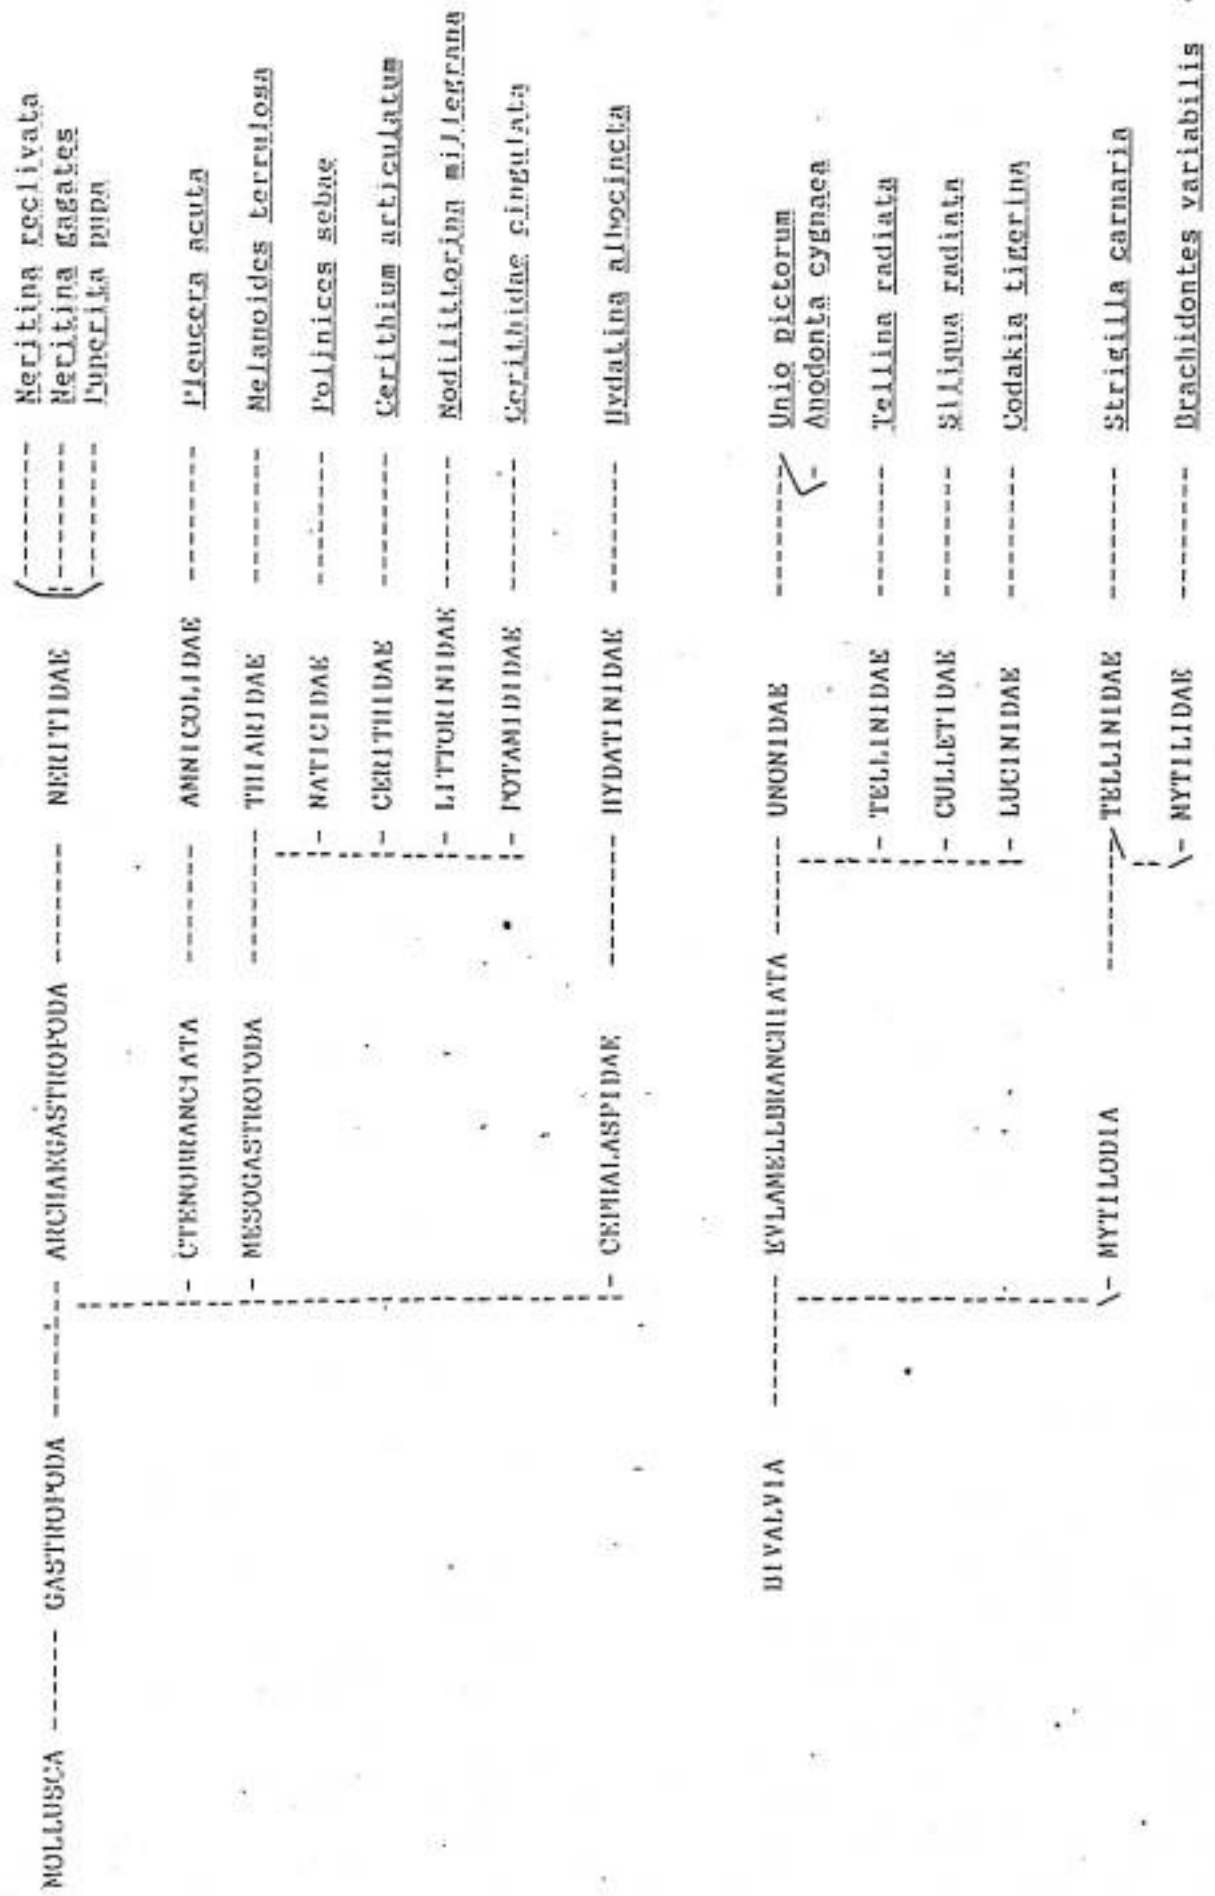 MOLLUSCA ------ GASTROPODA -------- ARCHAEGASTROPODA ------- NERITIDAE -------- Neritina reclivata
-------- Neritina gagates
-------- Puperita pupa
- CTENOBRANCIATA ------- AMNICOLIDAE -------- Pleucera acuta
- MESOGASTROPODA -------- THIARIDAE -------- Melanoides terrulosa
- NATICIDAE -------- Polinices sebae
- CERITHIIDAE -------- Cerithium articulatum
- LITTORINIDAE -------- Nodilittorina millegrana
- POTAMIDIDAE -------- Cerithidae cingulata
- CEPHALASPIDAE -------- HYDATINIDAE -------- Hydatina albocincta
BIVALVIA -------- EVLAMELLBRANCHIATA ------ UNONIDAE -------- Unio pictorum
- Anodonta cygnaea
- TELLINIDAE -------- Tellina radiata
- CULLETIDAE -------- Siliqua radiata
- LUCINIDAE -------- Codakia tigerina
- MYTILODIA -------- TELLINIDAE -------- Strigilla carnaria
- MYTILIDAE -------- Brachidontes variabilis